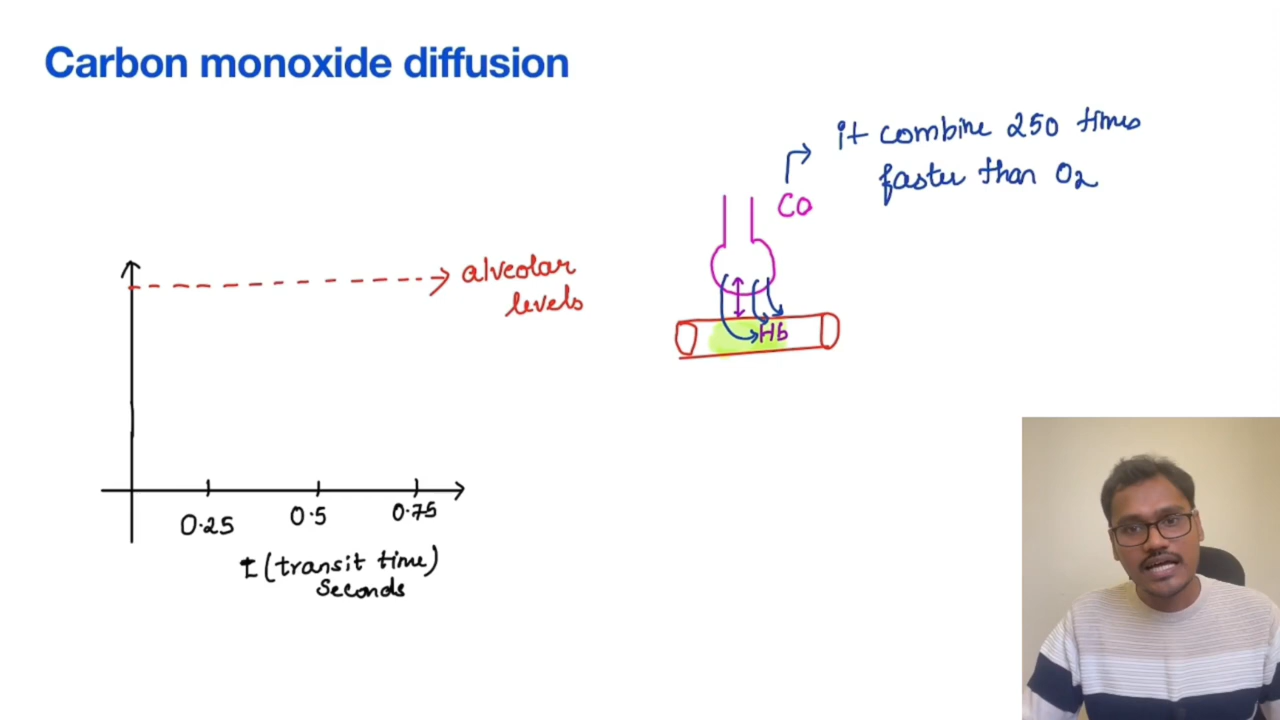 Carbon monoxide diffusion
it combine 250 times
faster than O2
CO
alveolar
levels
Hb
0.25
0.5
0.75
t (transit time)
Seconds